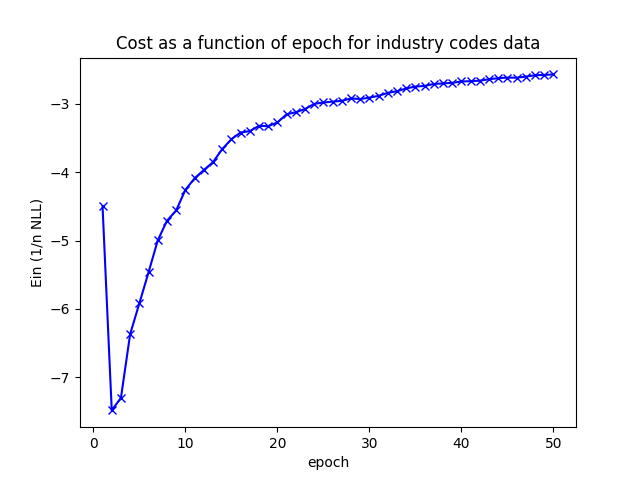 Cost as a function of epoch for industry codes data
Ein (1/n NLL)
−3
−4
−5
−6
−7
0 10 20 30 40 50
epoch